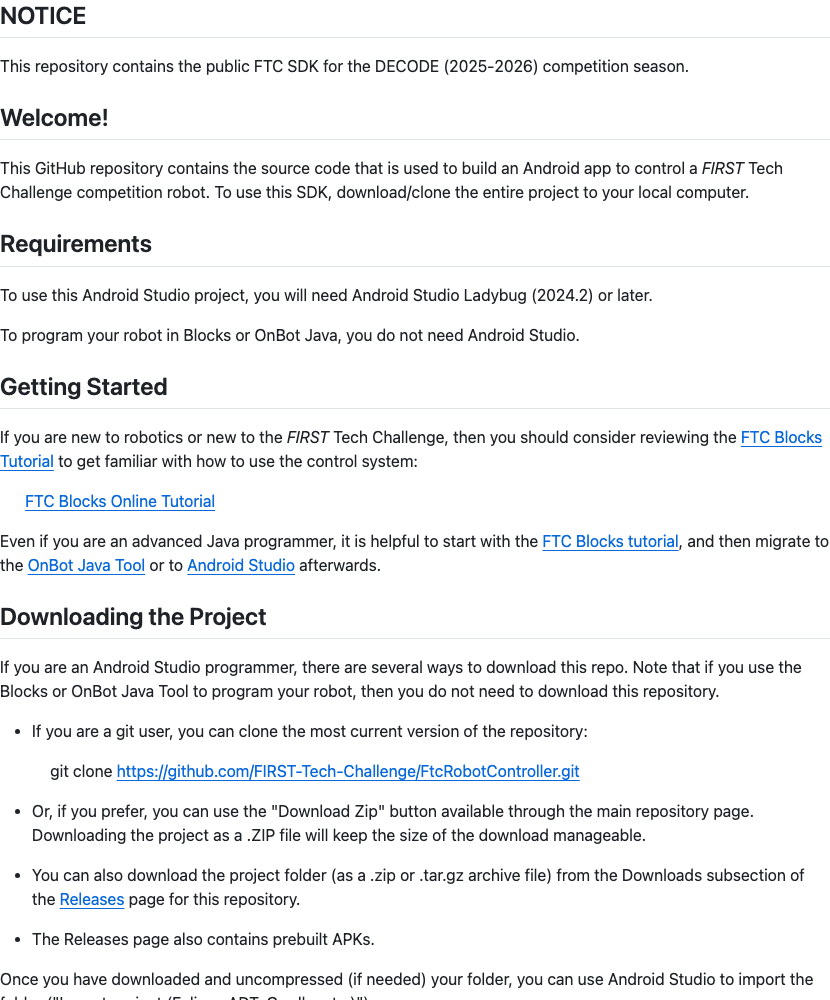 NOTICE
This repository contains the public FTC SDK for the DECODE (2025-2026) competition season.
Welcome!
This GitHub repository contains the source code that is used to build an Android app to control a FIRST Tech
Challenge competition robot. To use this SDK, download/clone the entire project to your local computer.
Requirements
To use this Android Studio project, you will need Android Studio Ladybug (2024.2) or later.
To program your robot in Blocks or OnBot Java, you do not need Android Studio.
Getting Started
If you are new to robotics or new to the FIRST Tech Challenge, then you should consider reviewing the FTC Blocks
Tutorial to get familiar with how to use the control system:
FTC Blocks Online Tutorial
Even if you are an advanced Java programmer, it is helpful to start with the FTC Blocks tutorial, and then migrate to
the OnBot Java Tool or to Android Studio afterwards.
Downloading the Project
If you are an Android Studio programmer, there are several ways to download this repo. Note that if you use the
Blocks or OnBot Java Tool to program your robot, then you do not need to download this repository.
• If you are a git user, you can clone the most current version of the repository:
git clone https://github.com/FIRST-Tech-Challenge/FtcRobotController.git
• Or, if you prefer, you can use the "Download Zip" button available through the main repository page.
Downloading the project as a .ZIP file will keep the size of the download manageable.
• You can also download the project folder (as a .zip or .tar.gz archive file) from the Downloads subsection of
the Releases page for this repository.
• The Releases page also contains prebuilt APKs.
Once you have downloaded and uncompressed (if needed) your folder, you can use Android Studio to import the